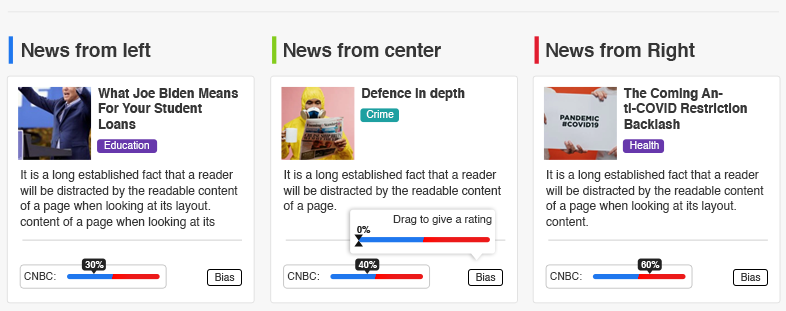 News from left
What Joe Biden Means
For Your Student
Loans
Education
It is a long established fact that a reader
will be distracted by the readable content
of a page when looking at its layout.
content of a page when looking at its
30%
CNBC:
Bias
News from center
Defence in depth
Crime
It is a long established fact that a reader
will be distracted by the readable content
of a page.
Drag to give a rating
0%
40%
CNBC:
Bias
News from Right
PANDEMIC
#COVID19
The Coming An-
ti-COVID Restriction
Backlash
Health
It is a long established fact that a reader
will be distracted by the readable content
of a page when looking at its layout.
content.
60%
CNBC:
Bias